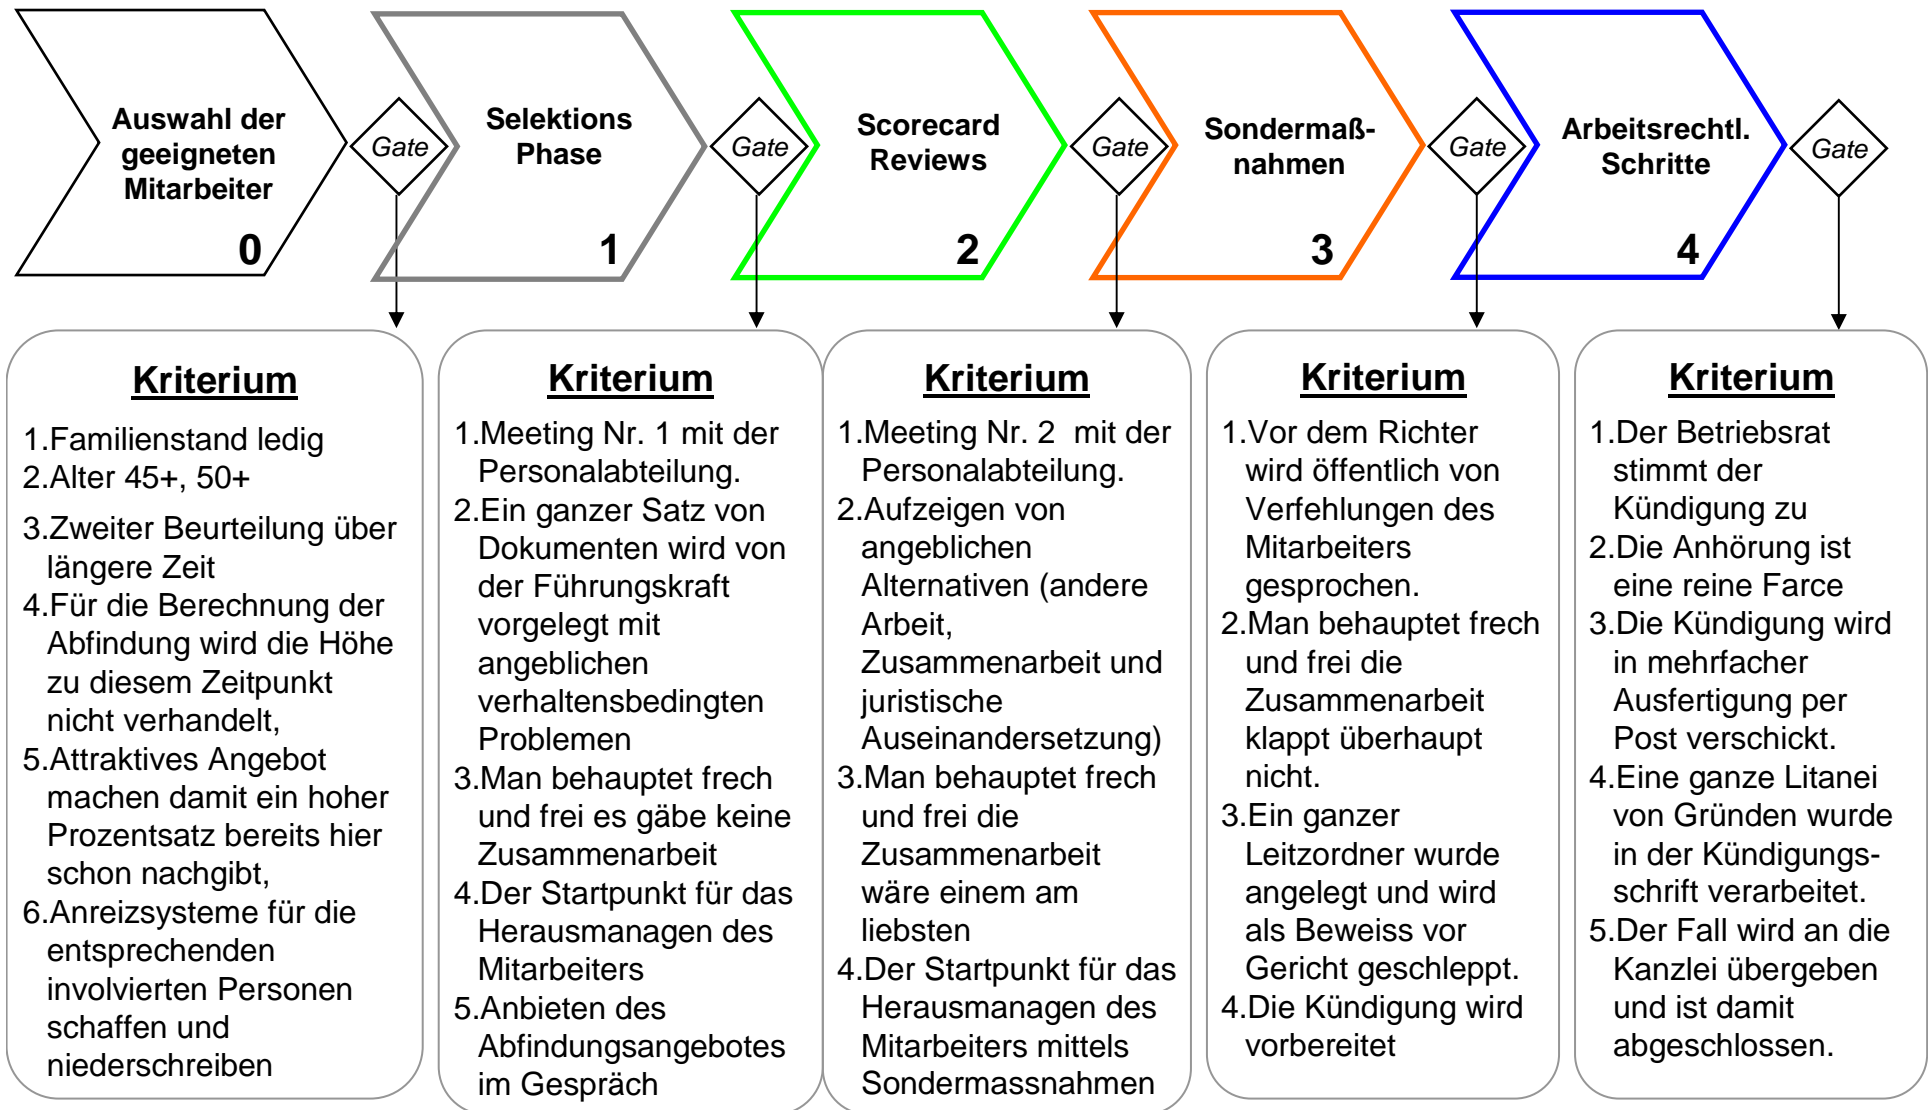 Auswahl der
geeigneten
Mitarbeiter
0
Gate
Selektions
Phase
1
Gate
Scorecard
Reviews
2
Gate
Sondermaß-
nahmen
3
Gate
Arbeitsrechtl.
Schritte
4
Gate
Kriterium
1.Familienstand ledig
2.Alter 45+, 50+
3.Zweiter Beurteilung über
längere Zeit
4.Für die Berechnung der
Abfindung wird die Höhe
zu diesem Zeitpunkt
nicht verhandelt,
5.Attraktives Angebot
machen damit ein hoher
Prozentsatz bereits hier
schon nachgibt,
6.Anreizsysteme für die
entsprechenden
involvierten Personen
schaffen und
niederschreiben
Kriterium
1.Meeting Nr. 1 mit der
Personalabteilung.
2.Ein ganzer Satz von
Dokumenten wird von
der Führungskraft
vorgelegt mit
angeblichen
verhaltensbedingten
Problemen
3.Man behauptet frech
und frei es gäbe keine
Zusammenarbeit
4.Der Startpunkt für das
Herausmanagen des
Mitarbeiters
5.Anbieten des
Abfindungsangebotes
im Gespräch
Kriterium
1.Meeting Nr. 2 mit der
Personalabteilung.
2.Aufzeigen von
angeblichen
Alternativen (andere
Arbeit,
Zusammenarbeit und
juristische
Auseinandersetzung)
3.Man behauptet frech
und frei die
Zusammenarbeit
wäre einem am
liebsten
4.Der Startpunkt für das
Herausmanagen des
Mitarbeiters mittels
Sondermassnahmen
Kriterium
1.Vor dem Richter
wird öffentlich von
Verfehlungen des
Mitarbeiters
gesprochen.
2.Man behauptet frech
und frei die
Zusammenarbeit
klappt überhaupt
nicht.
3.Ein ganzer
Leitzordner wurde
angelegt und wird
als Beweiss vor
Gericht geschleppt.
4.Die Kündigung wird
vorbereitet
Kriterium
1.Der Betriebsrat
stimmt der
Kündigung zu
2.Die Anhörung ist
eine reine Farce
3.Die Kündigung wird
in mehrfacher
Ausfertigung per
Post verschickt.
4.Eine ganze Litanei
von Gründen wurde
in der Kündigungs-
schrift verarbeitet.
5.Der Fall wird an die
Kanzlei übergeben
und ist damit
abgeschlossen.